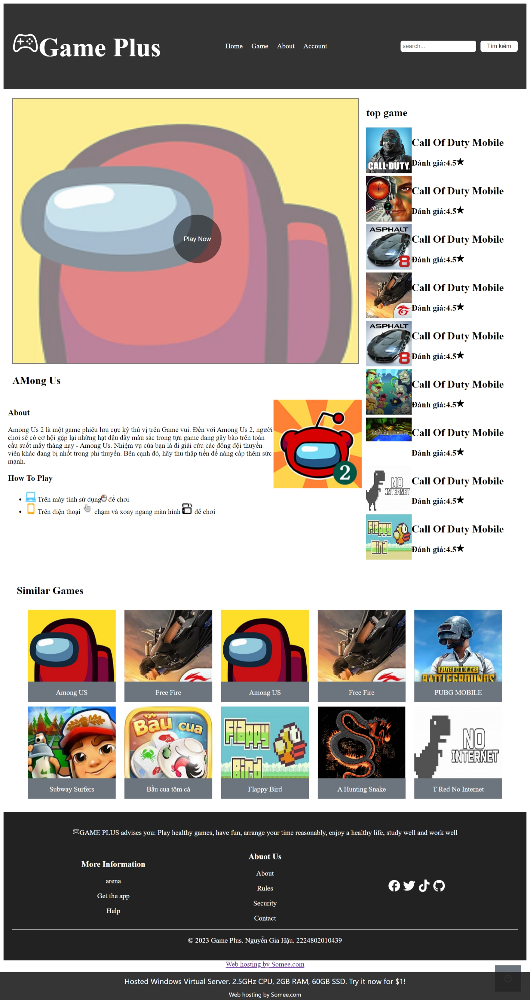 Game Plus
Home Game About Account
search...
Tìm kiếm
Play Now
AMong Us
About
Among Us 2 là một game phiêu lưu cực kỳ thú vị trên Game vui. Đến với Among Us 2, người
chơi sẽ có cơ hội gặp lại những hạt đậu đầy màu sắc trong tựa game đang gây bão trên toàn
cầu suốt mấy tháng nay - Among Us. Nhiệm vụ của bạn là đi giải cứu các đồng đội thuyền
viên khác đang bị nhốt trong phi thuyền. Bên cạnh đó, hãy thu thập tiền để nâng cấp thêm sức
mạnh.
2
How To Play
Trên máy tính sử dụng để chơi
Trên điện thoại chạm và xoay ngang màn hình để chơi
top game
CALL OF DUTY
Call Of Duty Mobile
Đánh giá:4.5★
Call Of Duty Mobile
Đánh giá:4.5★
ASPHALT
8
Call Of Duty Mobile
Đánh giá:4.5★
Call Of Duty Mobile
Đánh giá:4.5★
ASPHALT
8
Call Of Duty Mobile
Đánh giá:4.5★
Call Of Duty Mobile
Đánh giá:4.5★
Call Of Duty Mobile
Đánh giá:4.5★
NO
INTERNET
Call Of Duty Mobile
Đánh giá:4.5★
Flappy
Bird
Call Of Duty Mobile
Đánh giá:4.5★
Similar Games
PLAYERUNKNOWN'S
BATTLEGROUNDS
Among US
Free Fire
Among US
Free Fire
PUBG MOBILE
Bầu cua
Flappy
Bird
NO
INTERNET
Subway Surfers
Bầu cua tôm cá
Flappy Bird
A Hunting Snake
T Red No Internet
GAME PLUS advises you: Play healthy games, have fun, arrange your time reasonably, enjoy a healthy life, study well and work well
More Information
arena
Get the app
Help
Abuot Us
About
Rules
Security
Contact
© 2023 Game Plus. Nguyễn Gia Hậu. 2224802010439
Web hosting by Somee.com
Hosted Windows Virtual Server. 2.5GHz CPU, 2GB RAM, 60GB SSD. Try it now for $1!
Web hosting by Somee.com